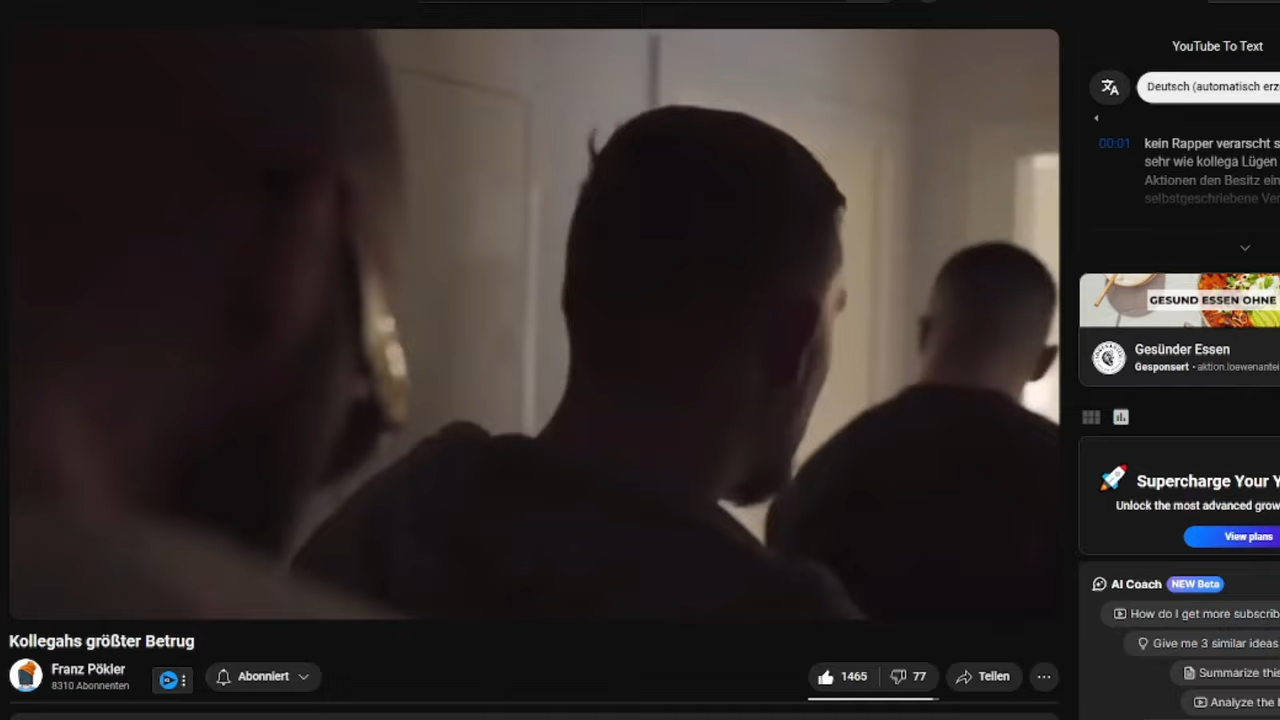 YouTube To Text
Deutsch (automatisch erz
00:01
kein Rapper verarscht s
sehr wie kollega Lügen
Aktionen den Besitz ein
selbstgeschriebene Ver
GESUND ESSEN OHNE
Gesünder Essen
Gesponsert · aktion.loewenante
Supercharge Your Y
Unlock the most advanced grow
View plans
AI Coach NEW Beta
How do I get more subscrib
Give me 3 similar ideas
Summarize this
Analyze the
Kollegahs größter Betrug
Franz Pökler
8310 Abonnenten
Abonniert
1465
77
Teilen